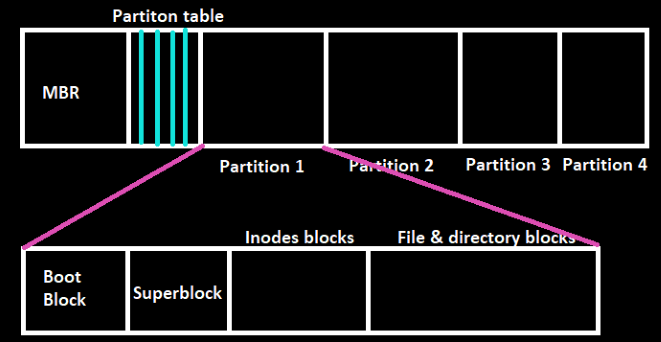 Partiton table
MBR
Partition 1
Partition 2
Partition 3
Partition 4
Inodes blocks
File & directory blocks
Boot
Block
Superblock